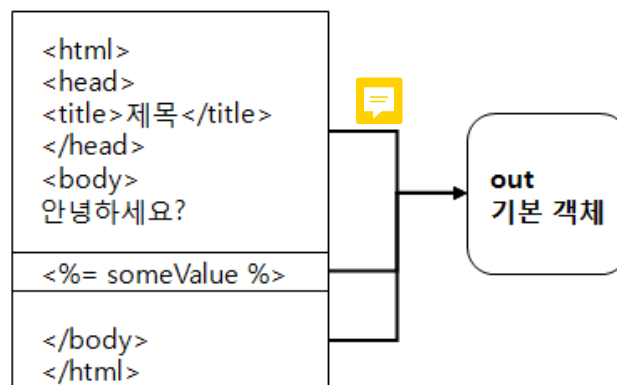 <html>
<head>
<title>제목</title>
</head>
<body>
안녕하세요?
<%= someValue %>
</body>
</html>
out
기본 객체